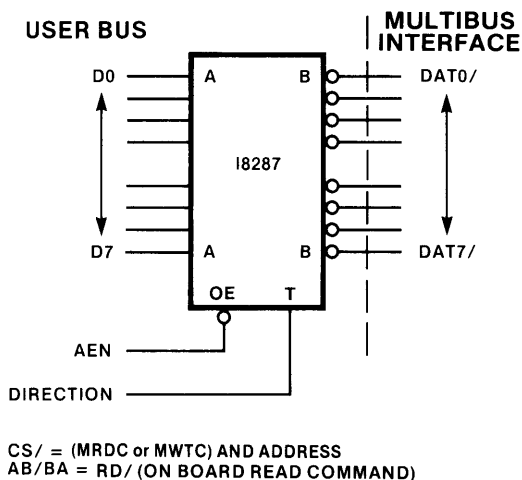 USER BUS
MULTIBUS
INTERFACE
D0 A B DAT0/
I8287
D7 A B DAT7/
OE T
AEN
DIRECTION
CS/ = (MRDC or MWTC) AND ADDRESS
AB/BA = RD/ (ON BOARD READ COMMAND)